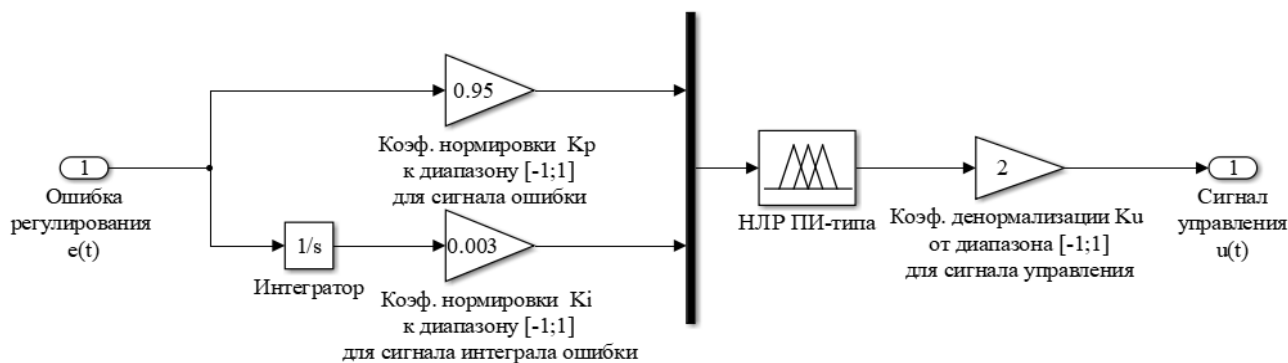 0.95
Коэф. нормировки Kp
к диапазону [-1;1]
для сигнала ошибки
1
Ошибка
регулирования
e(t)
1/s
Интегратор
0.003
Коэф. нормировки Ki
к диапазону [-1;1]
для сигнала интеграла ошибки
НЛР ПИ-типа
2
Коэф. денормализации Ku
от диапазона [-1;1]
для сигнала управления
1
Сигнал
управления
u(t)